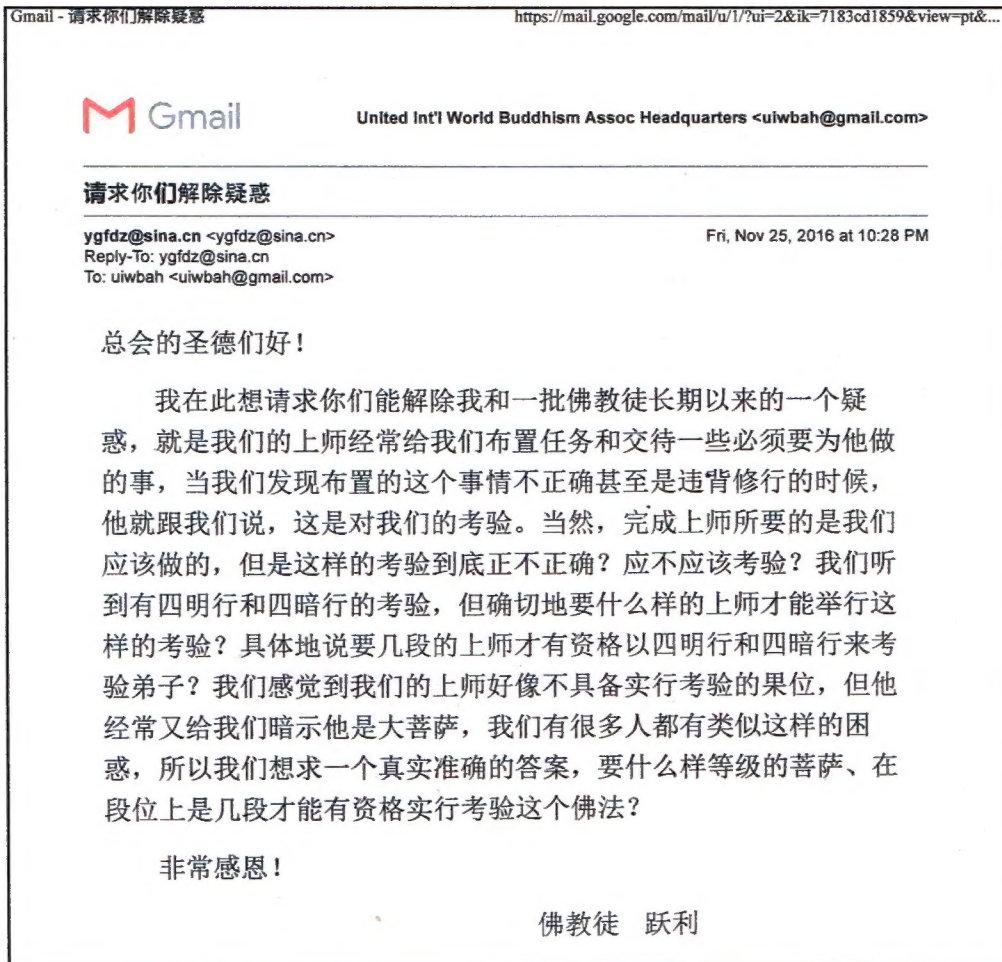 Gmail - 请求你们解除疑惑 https://mail.google.com/mail/u/1/?ui=2&ik=7183cd1859&view=pt&...
Gmail United Int'l World Buddhism Assoc Headquarters <uiwbah@gmail.com>
请求你们解除疑惑
ygfdz@sina.cn <ygfdz@sina.cn> Fri, Nov 25, 2016 at 10:28 PM
Reply-To: ygfdz@sina.cn
To: uiwbah <uiwbah@gmail.com>
总会的圣德们好！
我在此想请求你们能解除我和一批佛教徒长期以来的一个疑
惑，就是我们的上师经常给我们布置任务和交待一些必须要为他做
的事，当我们发现布置的这个事情不正确甚至是违背修行的时候，
他就跟我们说，这是对我们的考验。当然，完成上师所要的是我们
应该做的，但是这样的考验到底正不正确？应不应该考验？我们听
到有四明行和四暗行的考验，但确切地要什么样的上师才能举行这
样的考验？具体地说要几段的上师才有资格以四明行和四暗行来考
验弟子？我们感觉到我们的上师好像不具备实行考验的果位，但他
经常又给我们暗示他是大菩萨，我们有很多人都有类似这样的困
惑，所以我们想求一个真实准确的答案，要什么样等级的菩萨、在
段位上是几段才能有资格实行考验这个佛法？
非常感恩！
佛教徒 跃利